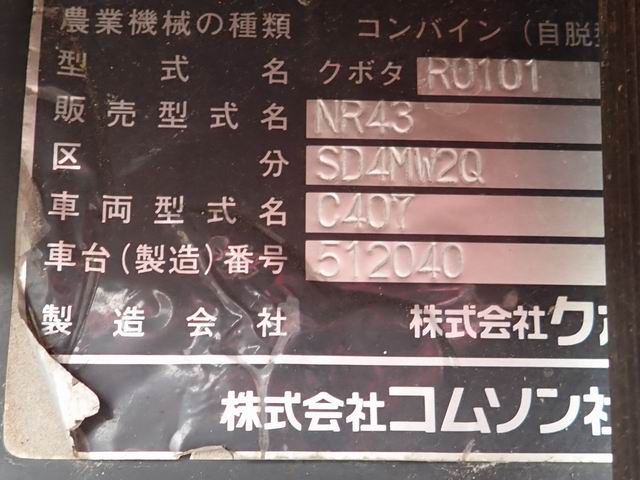 農業機械の種類 コンバイン(自脱型
型式名 クボタ R0101
販売型式名 NR43
区分 SD4MW2Q
車両型式名 C407
車台(製造)番号 512040
製造会社 株式会社ク
株式会社コムソン社